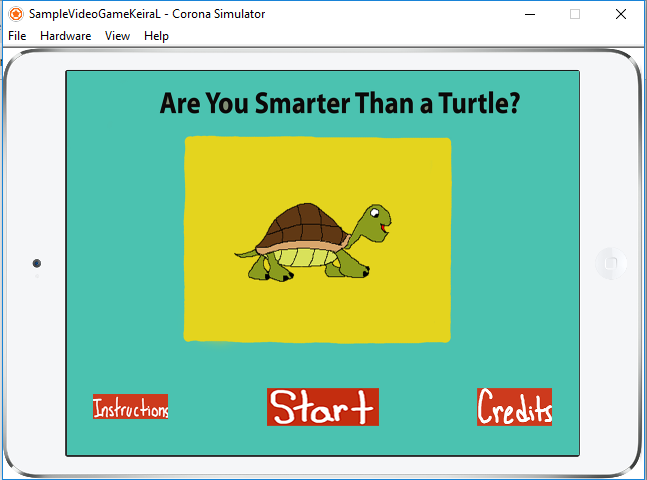 SampleVideoGameKeiraL - Corona Simulator
File Hardware View Help
Are You Smarter Than a Turtle?
Instructions Start Credits